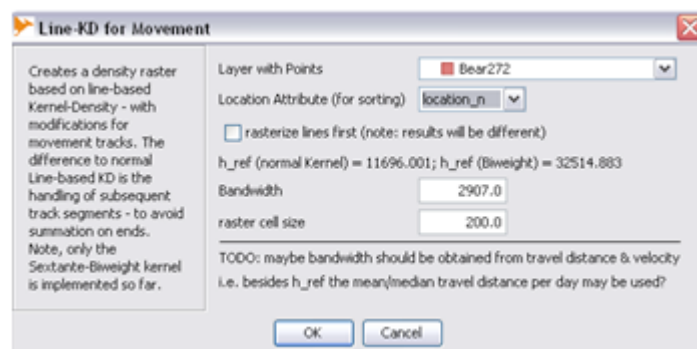 Line-KD for Movement
Creates a density raster
based on line-based
Kernel-Density - with
modifications for
movement tracks. The
difference to normal
Line-based KD is the
handling of subsequent
track segments - to avoid
summation on ends.
Note, only the
Sextante-Biweight kernel
is implemented so far.
Layer with Points
Bear272
Location Attribute (for sorting)
location_n
rasterize lines first (note: results will be different)
h_ref (normal Kernel) = 11696.001; h_ref (Biweight) = 32514.883
Bandwidth
2907.0
raster cell size
200.0
TODO: maybe bandwidth should be obtained from travel distance & velocity
i.e. besides h_ref the mean/median travel distance per day may be used?
OK
Cancel